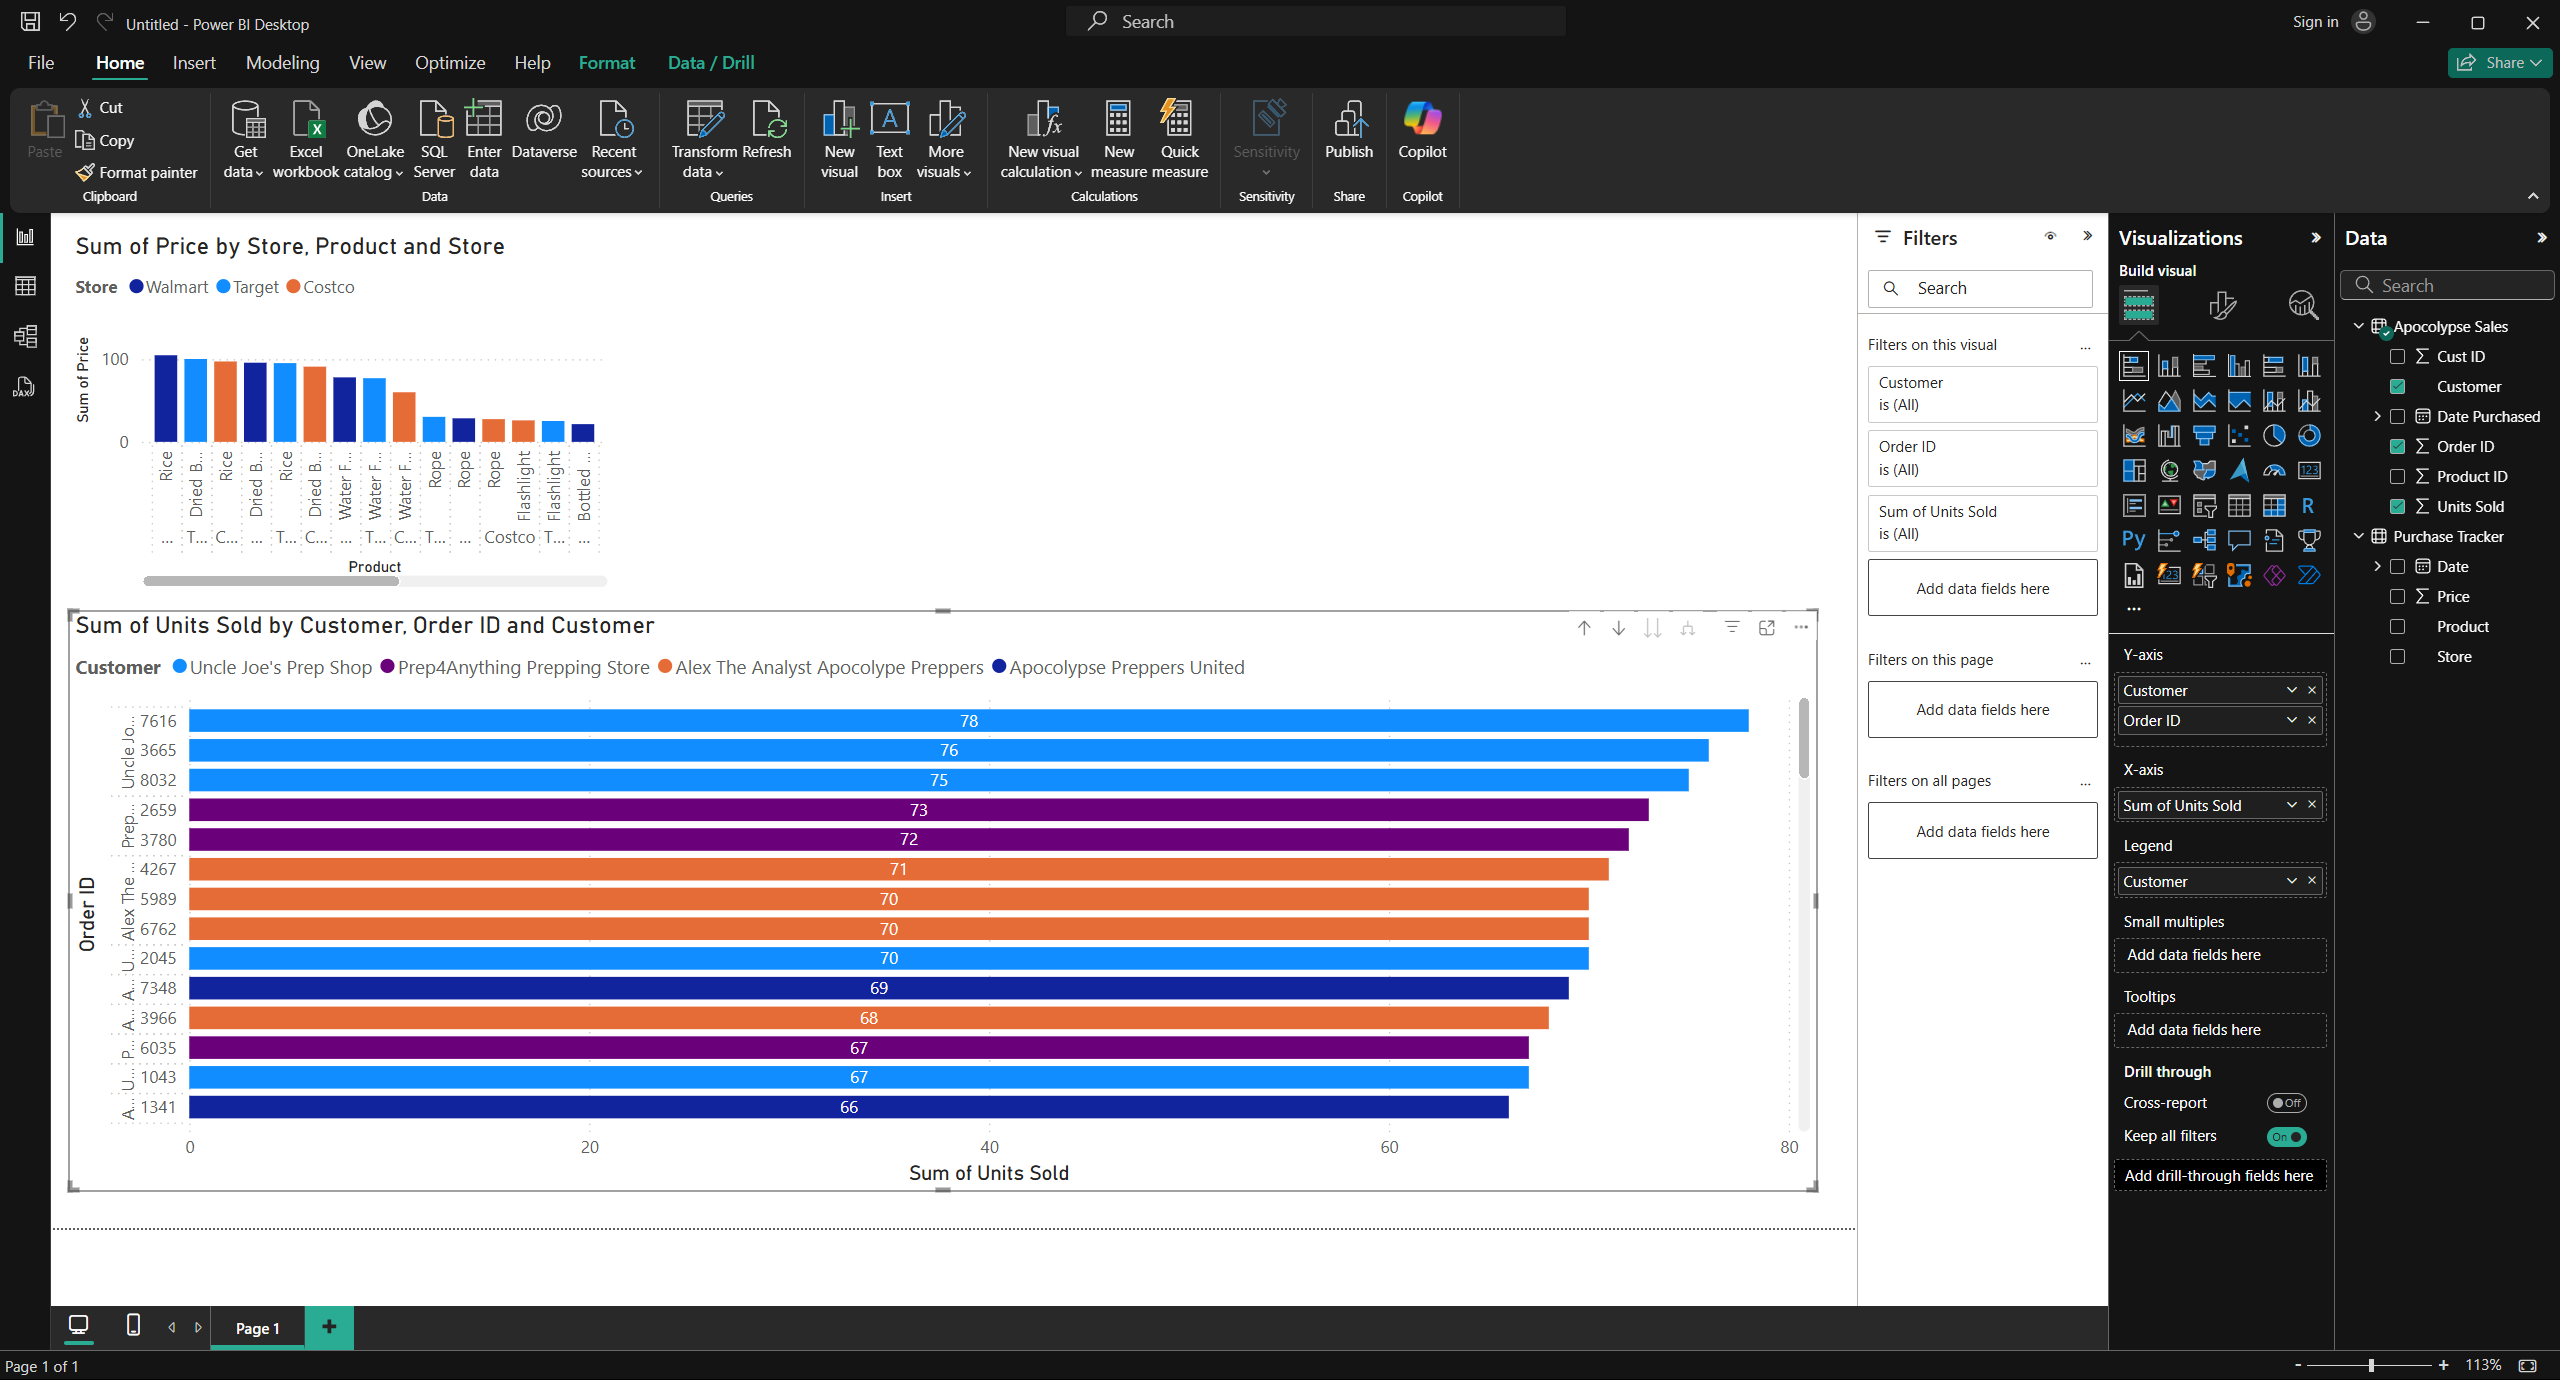 Untitled - Power BI Desktop
Search
Sign in
File Home Insert Modeling View Optimize Help Format Data / Drill
Share
Paste
Cut
Copy
Format painter
Clipboard
Get data
Excel workbook
OneLake catalog
SQL Server
Enter data
Dataverse
Recent sources
Data
Transform data
Refresh
Queries
New visual
Text box
More visuals
Insert
New visual calculation
New measure
Quick measure
Calculations
Sensitivity
Sensitivity
Publish
Share
Copilot
Copilot
DAX
Sum of Price by Store, Product and Store
Store Walmart Target Costco
Sum of Price
100
0
Rice
Dried B...
Rice
Dried B...
Rice
Dried B...
Water F...
Water F...
Water F...
Rope
Rope
Rope
Flashlight
Flashlight
Bottled ...
... T... C... ... T... C... ... T... C... T... ... Costco T... ...
Product
Sum of Units Sold by Customer, Order ID and Customer
Customer Uncle Joe's Prep Shop Prep4Anything Prepping Store Alex The Analyst Apocolype Preppers Apocolypse Preppers United
Order ID
Uncle Jo...
7616 78
3665 76
8032 75
Prep...
2659 73
3780 72
Alex The ...
4267 71
5989 70
6762 70
U...
2045 70
A...
7348 69
A...
3966 68
P...
6035 67
U...
1043 67
A...
1341 66
0 20 40 60 80
Sum of Units Sold
Filters
Search
Filters on this visual ...
Customer
is (All)
Order ID
is (All)
Sum of Units Sold
is (All)
Add data fields here
Filters on this page ...
Add data fields here
Filters on all pages ...
Add data fields here
Visualizations
Build visual
123
R
Py
123
...
Y-axis
Customer
Order ID
X-axis
Sum of Units Sold
Legend
Customer
Small multiples
Add data fields here
Tooltips
Add data fields here
Drill through
Cross-report Off
Keep all filters On
Add drill-through fields here
Data
Search
Apocolypse Sales
Cust ID
Customer
Date Purchased
Order ID
Product ID
Units Sold
Purchase Tracker
Date
Price
Product
Store
Page 1
Page 1 of 1
- + 113%